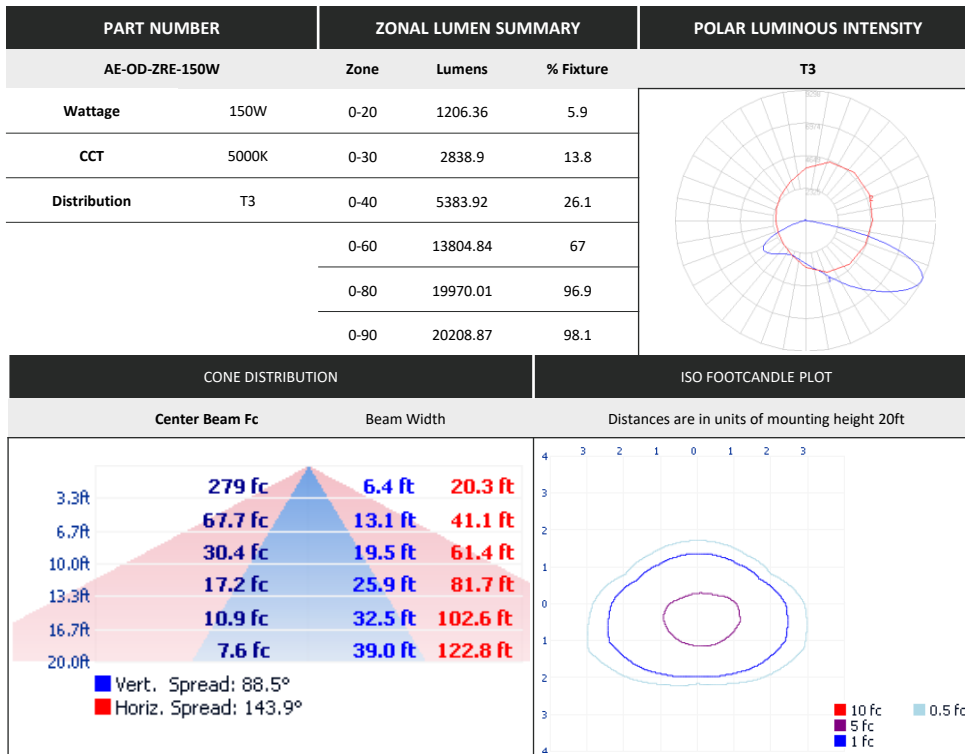 PART NUMBER ZONAL LUMEN SUMMARY POLAR LUMINOUS INTENSITY
AE-OD-ZRE-150W Zone Lumens % Fixture T3
Wattage 150W 0-20 1206.36 5.9
CCT 5000K 0-30 2838.9 13.8
Distribution T3 0-40 5383.92 26.1
0-60 13804.84 67
0-80 19970.01 96.9
0-90 20208.87 98.1
CONE DISTRIBUTION ISO FOOTCANDLE PLOT
Center Beam Fc Beam Width Distances are in units of mounting height 20ft
279 fc 6.4 ft 20.3 ft
3.3ft
67.7 fc 13.1 ft 41.1 ft
6.7ft
30.4 fc 19.5 ft 61.4 ft
10.0ft
17.2 fc 25.9 ft 81.7 ft
13.3ft
10.9 fc 32.5 ft 102.6 ft
16.7ft
7.6 fc 39.0 ft 122.8 ft
20.0ft
Vert. Spread: 88.5°
Horiz. Spread: 143.9°
3 2 1 0 1 2 3
4
3
2
1
0
1
2
3
4
10 fc 0.5 fc
5 fc
1 fc